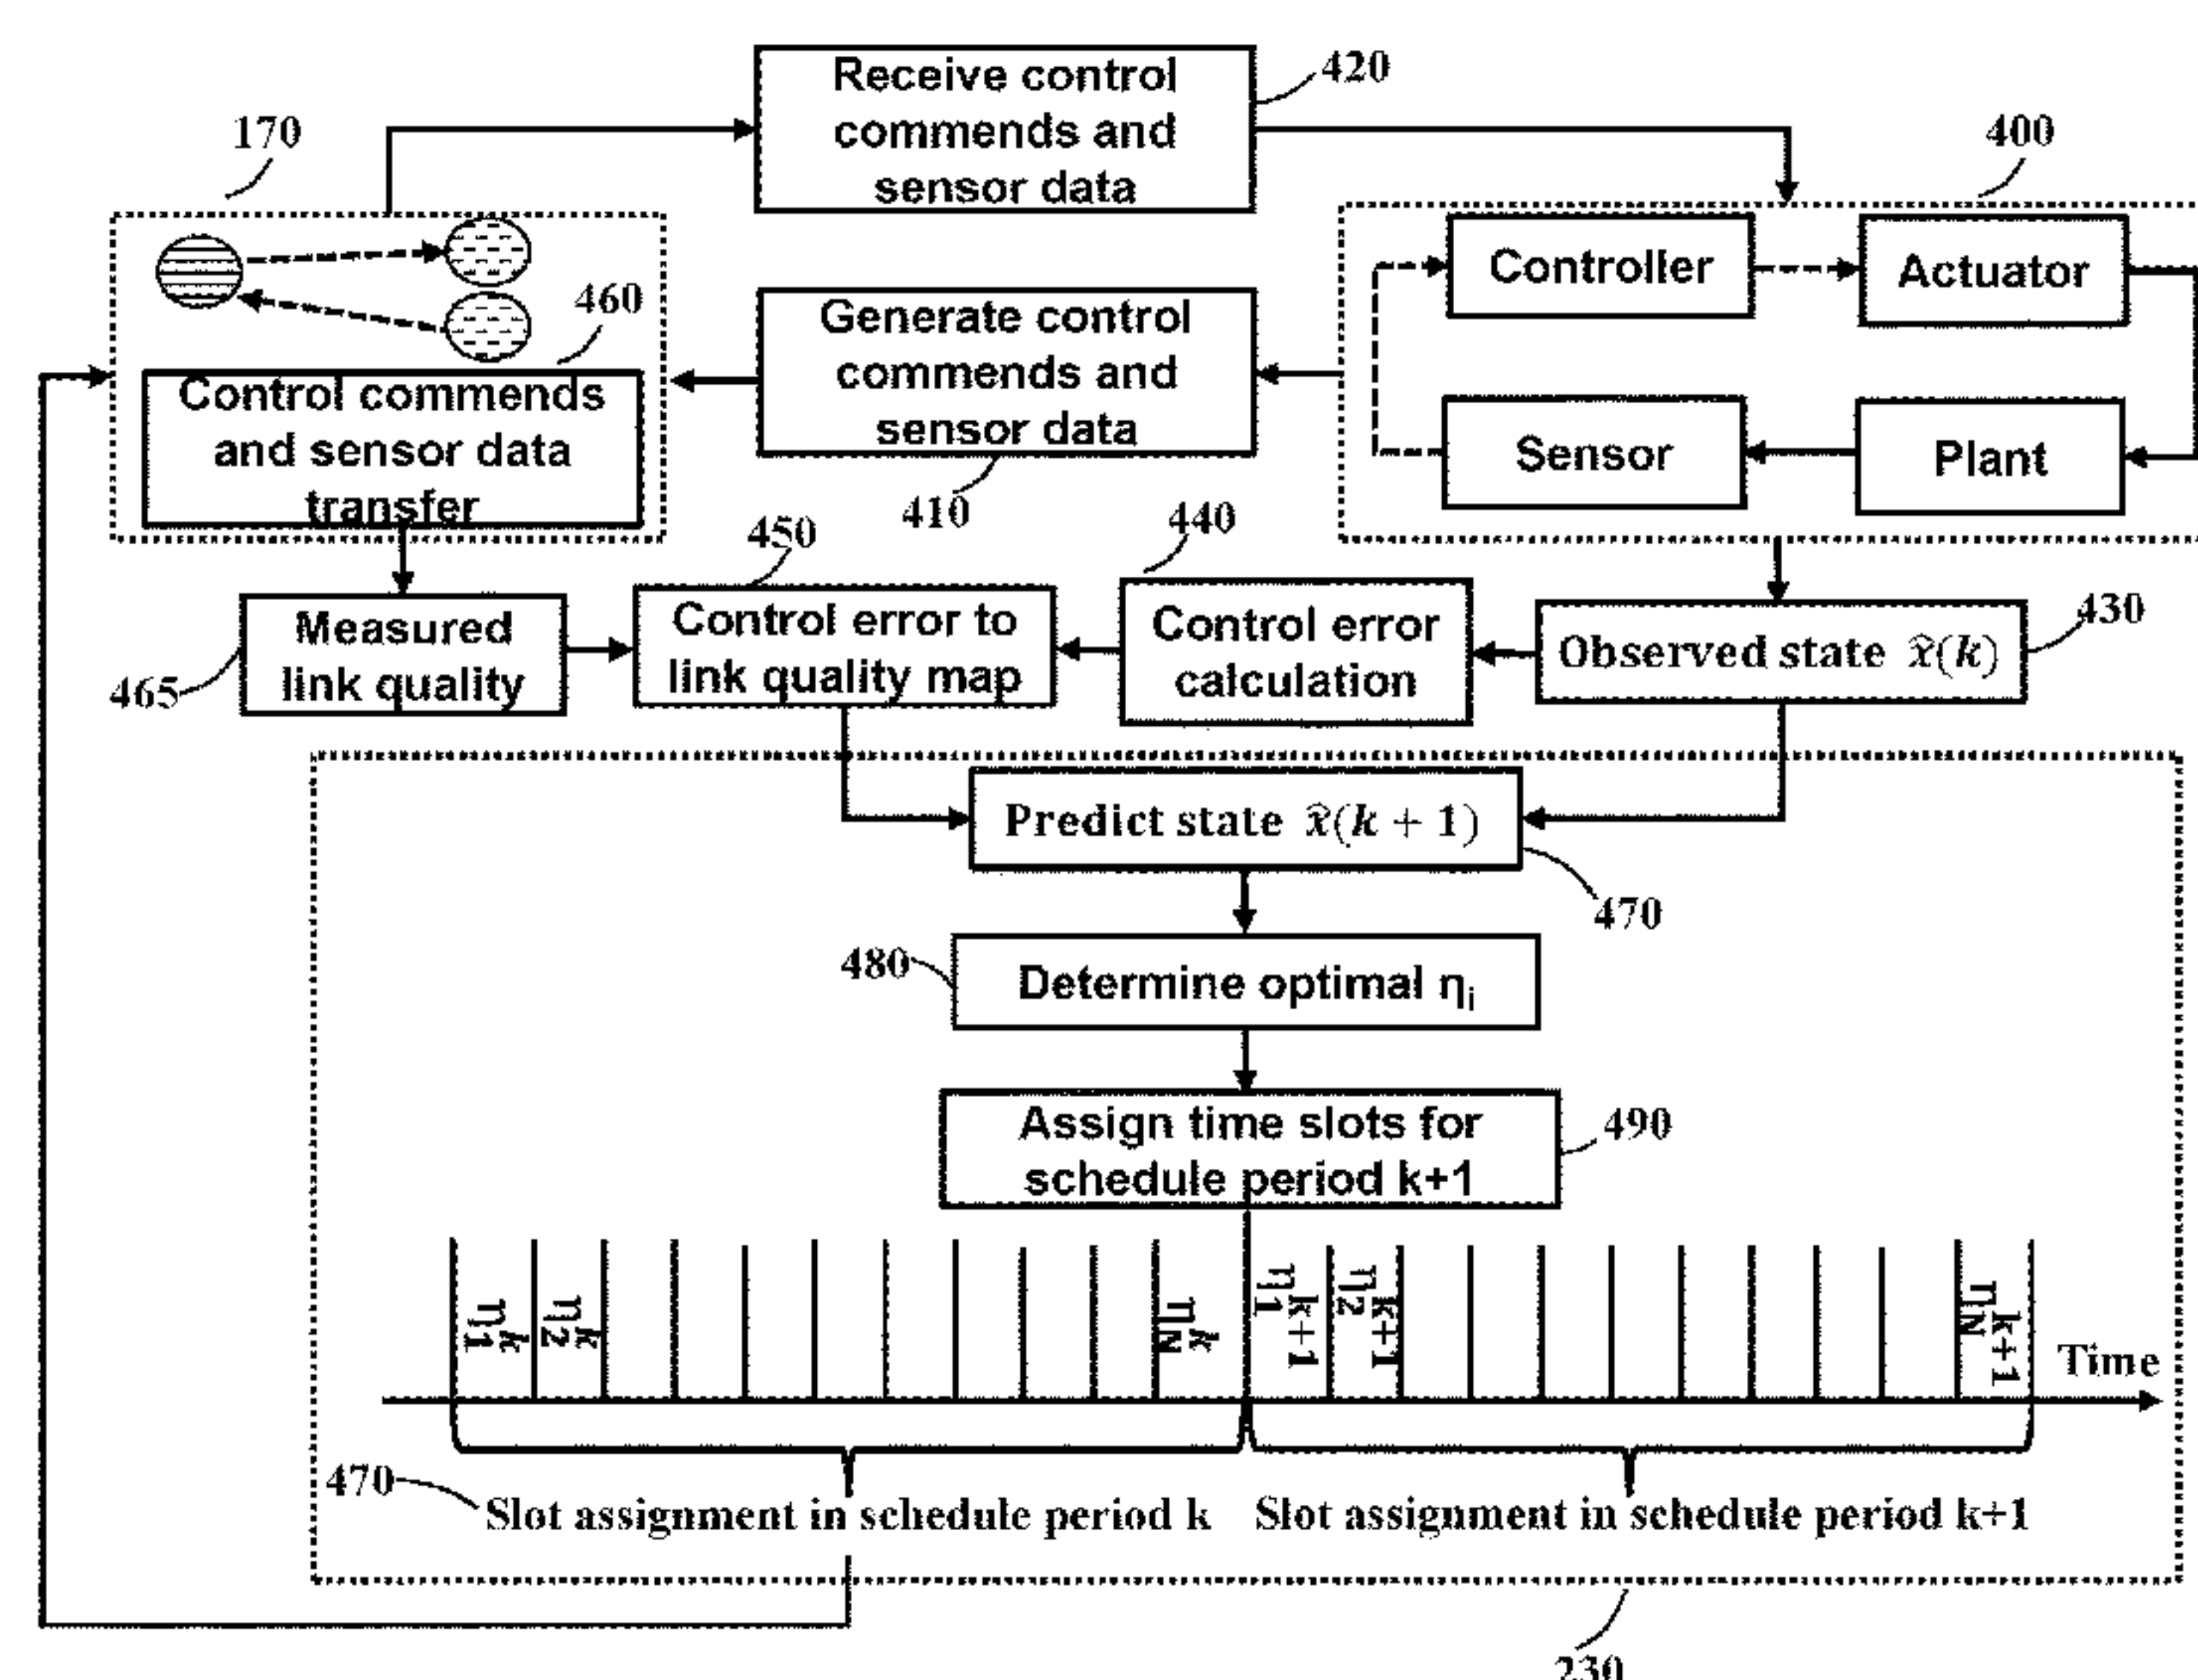 Receive control
commends and
sensor data
420
170
400
Controller
Actuator
460
Generate control
commends and
sensor data
Control commends
and sensor data
transfer
Sensor
Plant
410
440
450
Measured
link quality
465
Control error to
link quality map
Control error
calculation
Observed state x̂(k)
430
Predict state x̂(k + 1)
470
480
Determine optimal ηi
Assign time slots for
schedule period k+1
490
η₁ᵏ
η₂ᵏ
η_N^k
η₁ᵏ⁺¹
η₂ᵏ⁺¹
η_N^k+1
Time
470
Slot assignment in schedule period k
Slot assignment in schedule period k+1
230